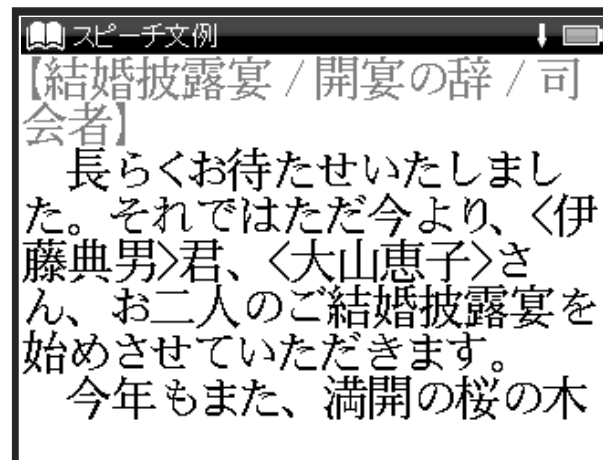 スピーチ文例
【結婚披露宴/開宴の辞/司
会者】
　長らくお待たせいたしまし
た。それではただ今より、〈伊
藤典男〉君、〈大山恵子〉さ
ん、お二人のご結婚披露宴を
始めさせていただきます。
　今年もまた、満開の桜の木